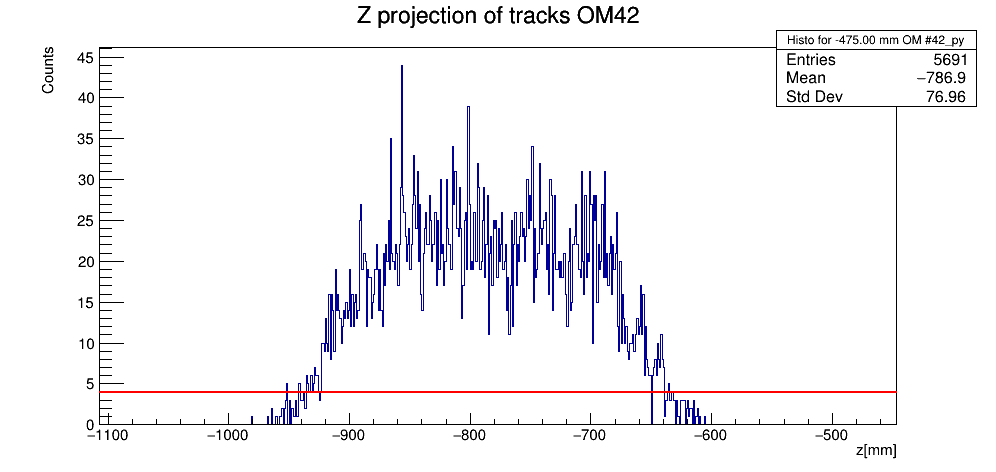 Z projection of tracks OM42
Histo for -475.00 mm OM #42_py
Entries 5691
Mean −786.9
Std Dev 76.96
Counts
45
40
35
30
25
20
15
10
5
0
−1100 −1000 −900 −800 −700 −600 −500
z[mm]